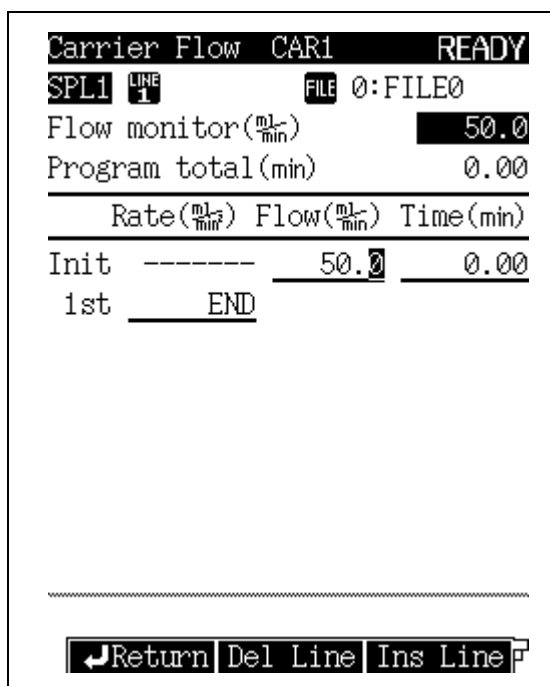 Carrier Flow CAR1 READY
SPL1 LINE 1 FILE 0:FILE0
Flow monitor(ml/min) 50.0
Program total(min) 0.00
Rate(ml/min²) Flow(ml/min) Time(min)
Init ------- 50.0 0.00
1st END
↵Return Del Line Ins Line